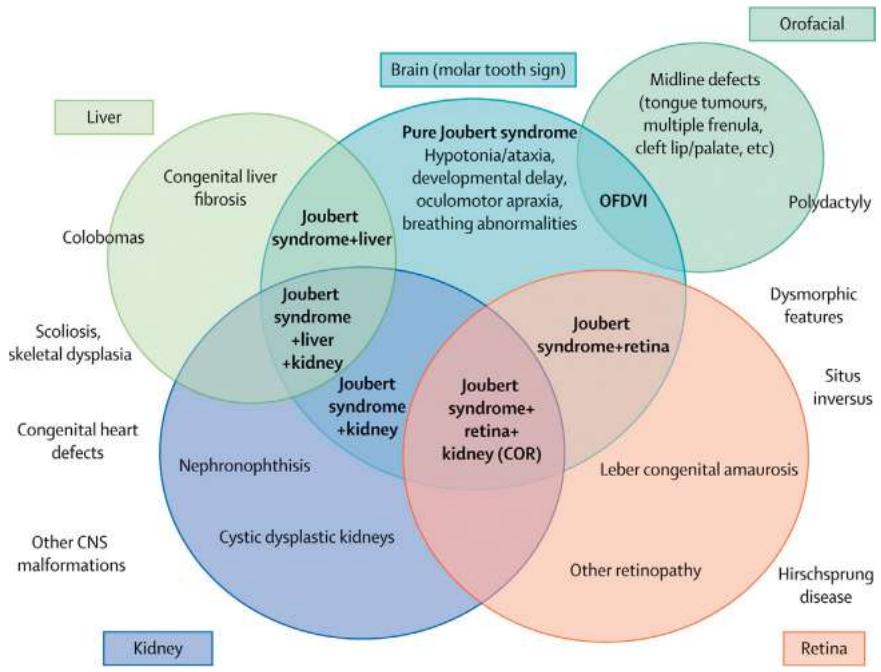 Orofacial
Brain (molar tooth sign)
Midline defects
(tongue tumours,
multiple frenula,
cleft lip/palate, etc)
Liver
Pure Joubert syndrome
Hypotonia/ataxia,
developmental delay,
oculomotor apraxia,
breathing abnormalities
Congenital liver
fibrosis
OFDVI
Polydactyly
Joubert
syndrome+liver
Colobomas
Joubert
syndrome
+liver
+kidney
Dysmorphic
features
Scoliosis,
skeletal dysplasia
Joubert
syndrome+retina
Situs
inversus
Joubert
syndrome
+kidney
Joubert
syndrome+
retina+
kidney (COR)
Congenital heart
defects
Nephronophthisis
Leber congenital amaurosis
Cystic dysplastic kidneys
Other CNS
malformations
Other retinopathy
Hirschsprung
disease
Kidney
Retina